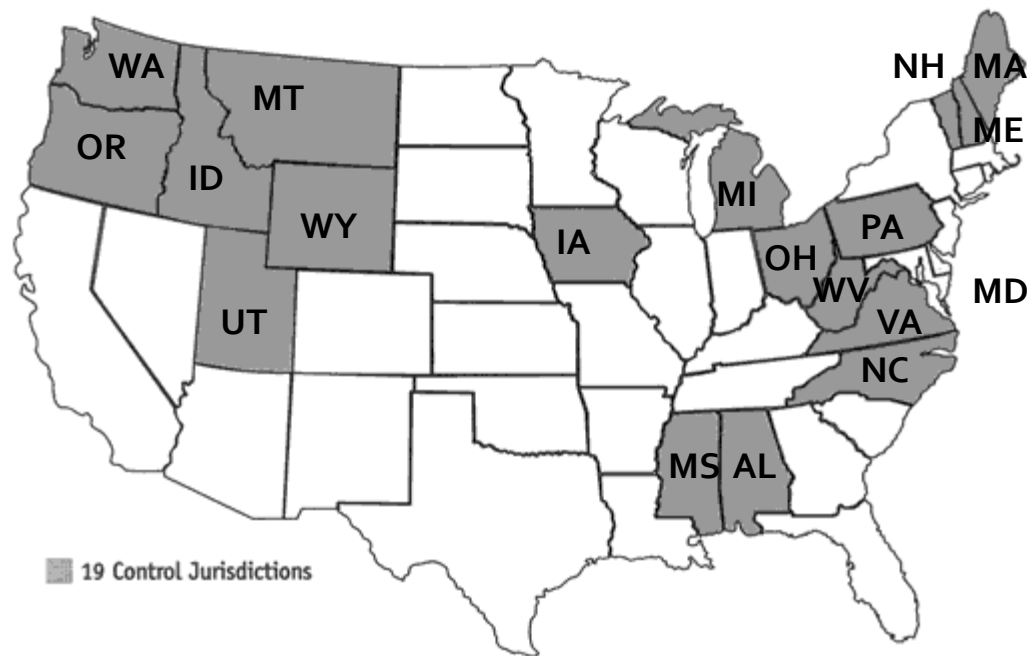 WA
NH
MA
MT
ME
OR
ID
MI
WY
PA
IA
OH
WV
MD
UT
VA
NC
MS
AL
19 Control Jurisdictions